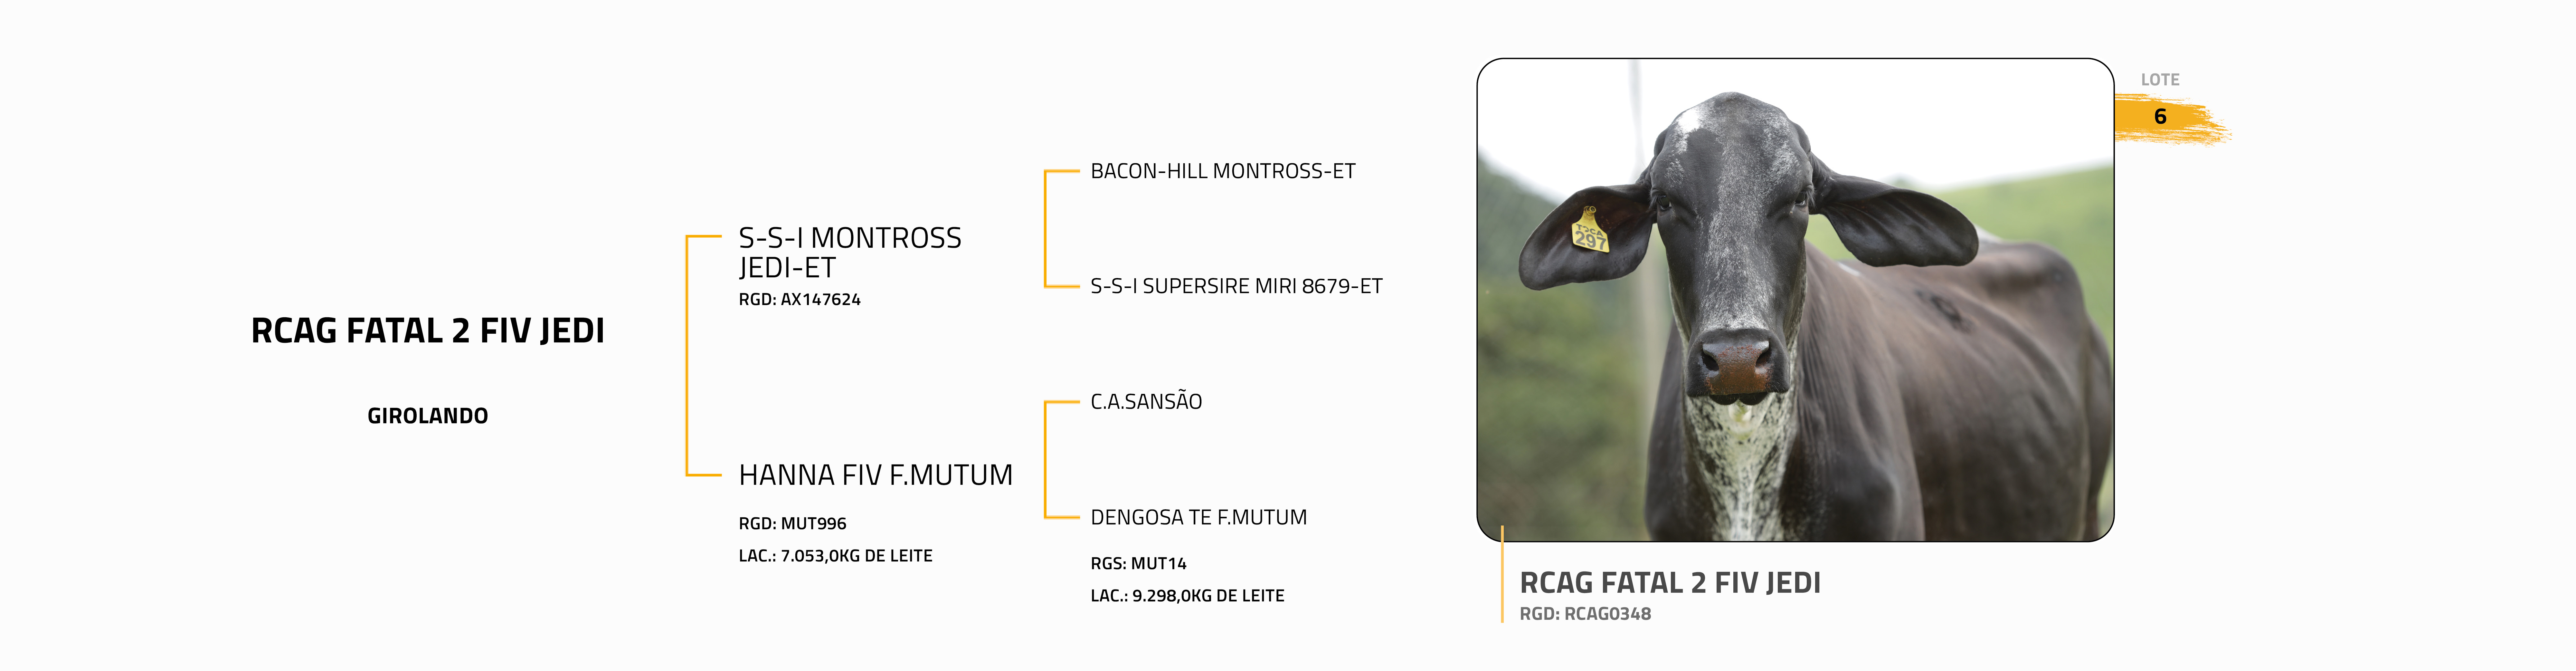 RCAG FATAL 2 FIV JEDI
GIROLANDO
S-S-I MONTROSS
JEDI-ET
RGD: AX147624
HANNA FIV F.MUTUM
RGD: MUT996
LAC.: 7.053,0KG DE LEITE
BACON-HILL MONTROSS-ET
S-S-I SUPERSIRE MIRI 8679-ET
C.A.SANSÃO
DENGOSA TE F.MUTUM
RGS: MUT14
LAC.: 9.298,0KG DE LEITE
TOCA
297
LOTE
6
RCAG FATAL 2 FIV JEDI
RGD: RCAG0348